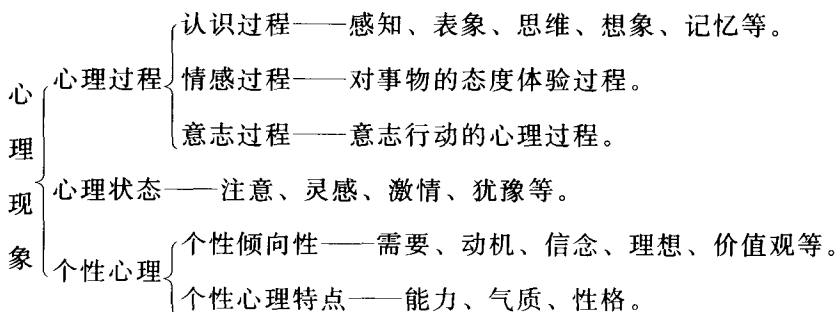 心理现象
心理过程
认识过程——感知、表象、思维、想象、记忆等。
情感过程——对事物的态度体验过程。
意志过程——意志行动的心理过程。
心理状态——注意、灵感、激情、犹豫等。
个性心理
个性倾向性——需要、动机、信念、理想、价值观等。
个性心理特点——能力、气质、性格。